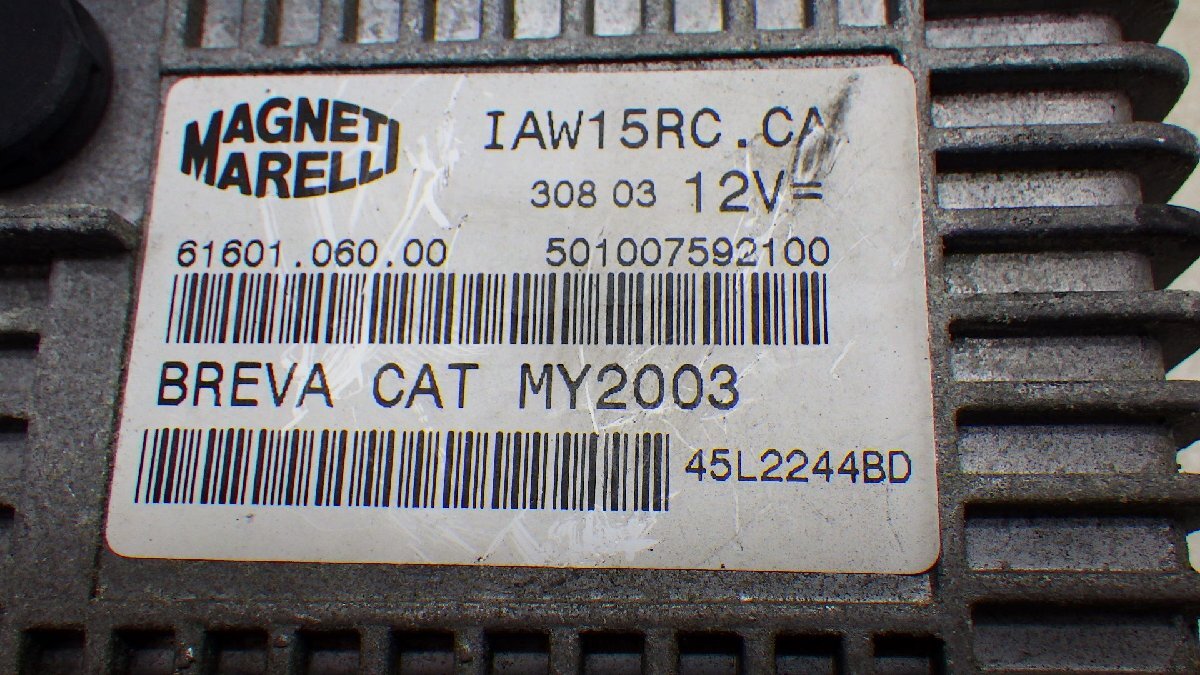 MAGNETI
MARELLI
IAW15RC.CA
308 03 12V=
61601.060.00 501007592100
BREVA CAT MY2003
45L2244BD